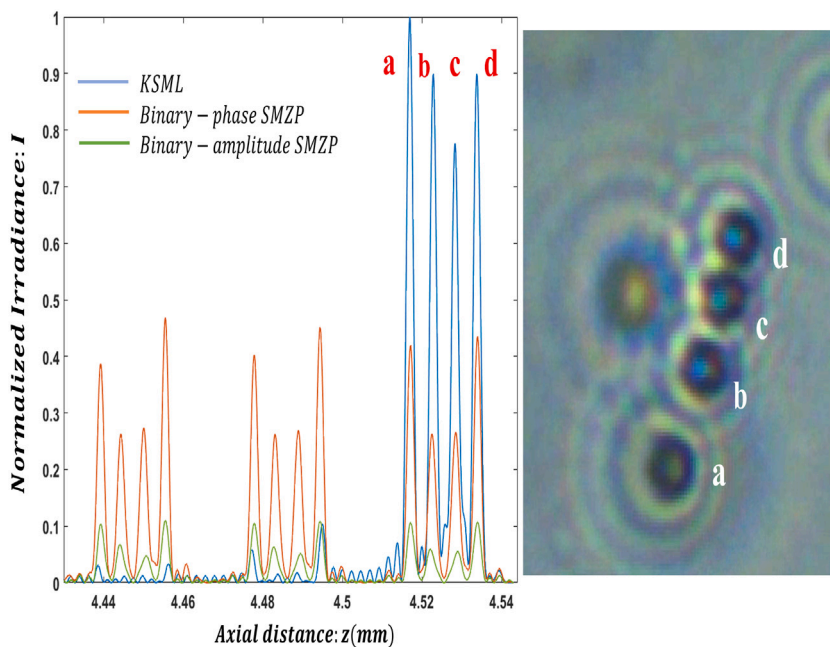 1
0.9
0.8
0.7
0.6
0.5
0.4
0.3
0.2
0.1
0
Normalized Irradiance: I
KSML
Binary − phase SMZP
Binary − amplitude SMZP
a b c d
4.44 4.46 4.48 4.5 4.52 4.54
Axial distance: z(mm)
d
c
b
a